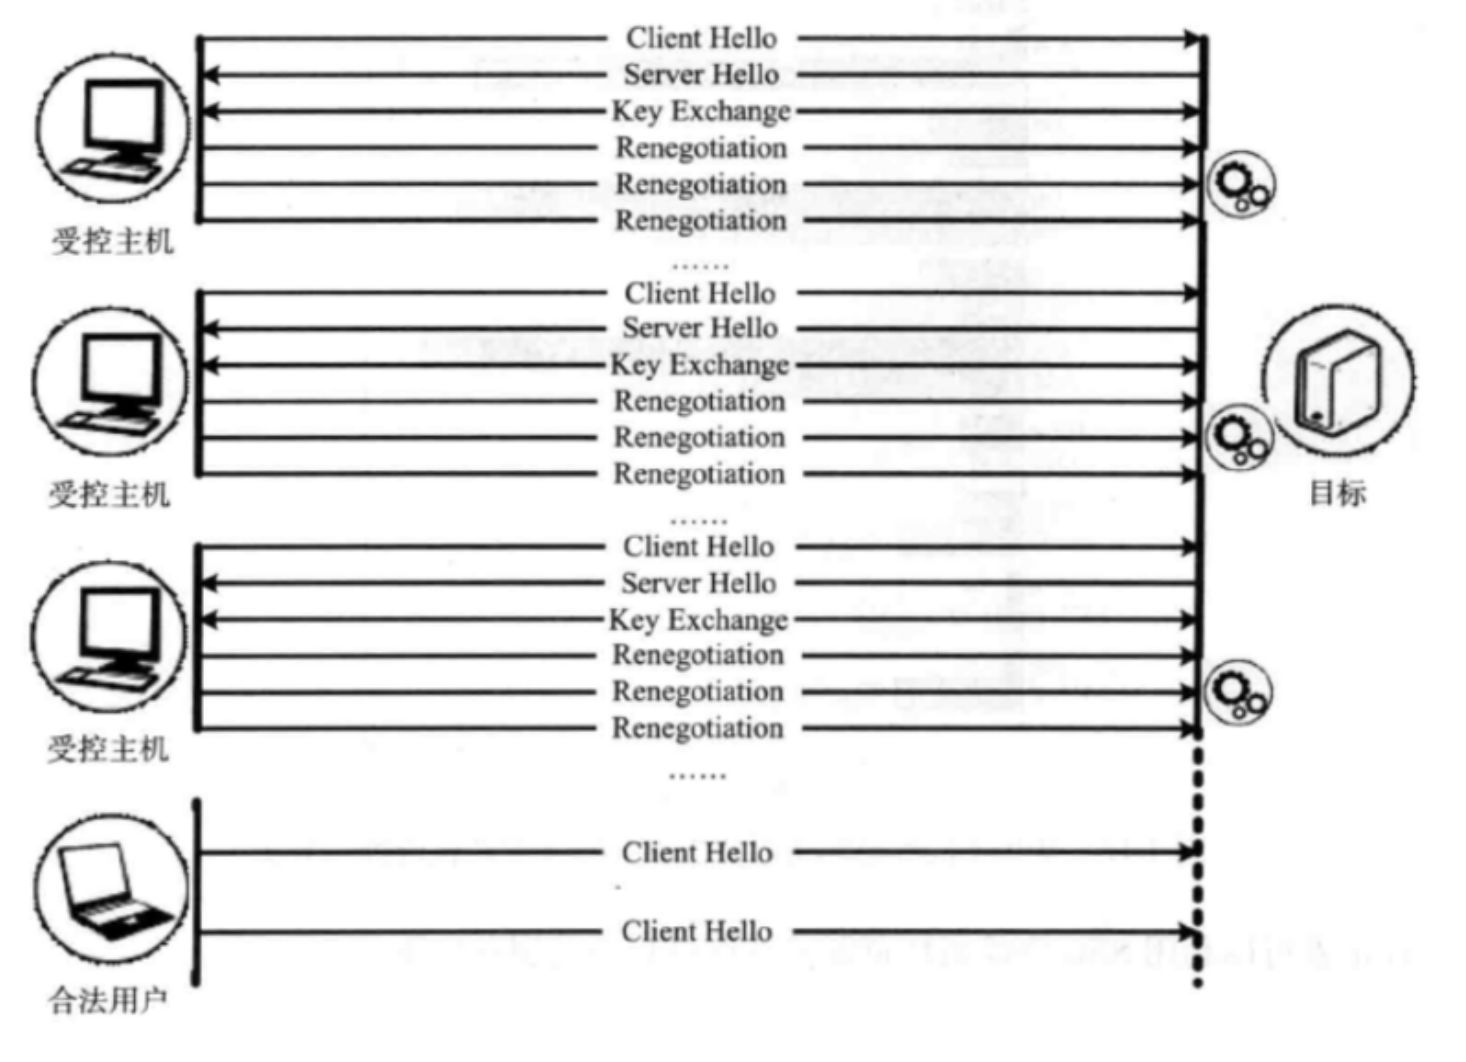 Client Hello
Server Hello
Key Exchange
Renegotiation
Renegotiation
Renegotiation
受控主机
......
Client Hello
Server Hello
Key Exchange
Renegotiation
Renegotiation
Renegotiation
受控主机
目标
......
Client Hello
Server Hello
Key Exchange
Renegotiation
Renegotiation
Renegotiation
受控主机
......
Client Hello
Client Hello
合法用户